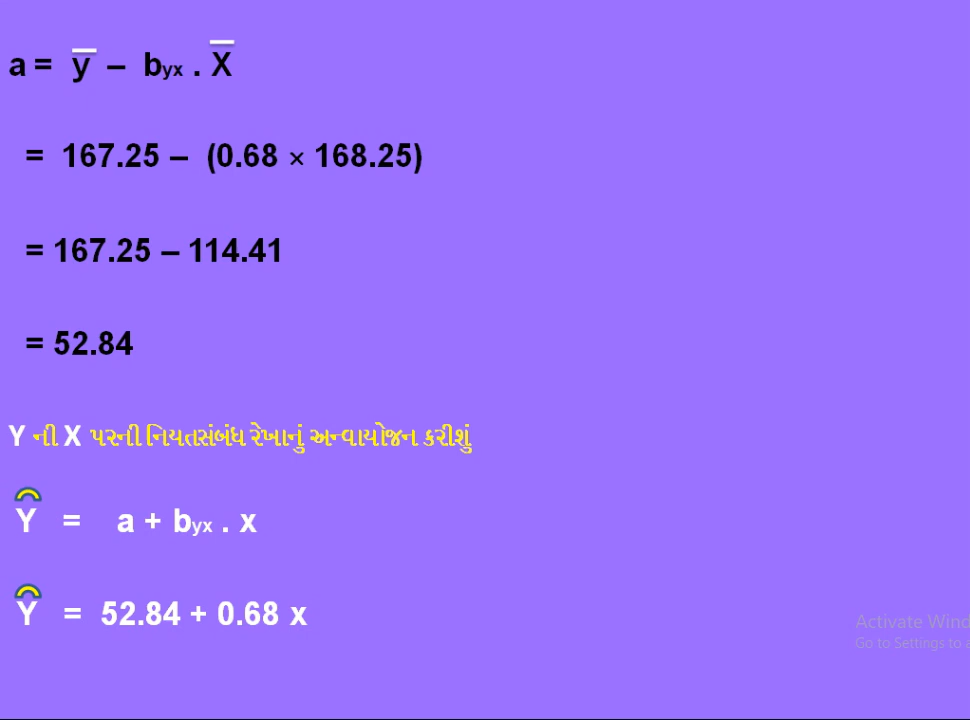 a = y̅ – byx . X̅
= 167.25 – (0.68 × 168.25)
= 167.25 – 114.41
= 52.84
Y ની X પરની નિયતસંબંધ રેખાનું અન્વાયોજન કરીશું
Ŷ = a + byx . x
Ŷ = 52.84 + 0.68 x
Activate Wind
Go to Settings to a